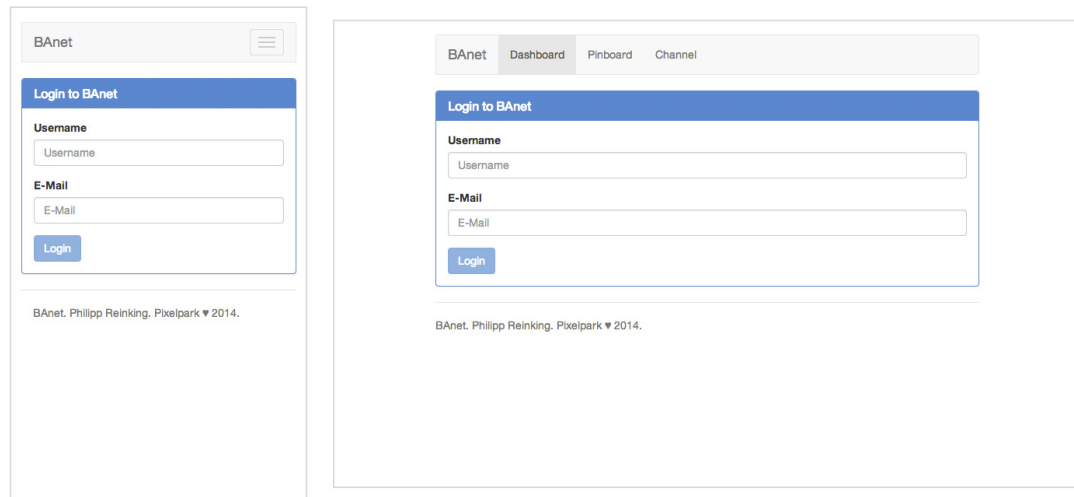 BAnet
Login to BAnet
Username
Username
E-Mail
E-Mail
Login
BAnet. Philipp Reinking. Pixelpark ♥ 2014.
BAnet Dashboard Pinboard Channel
Login to BAnet
Username
Username
E-Mail
E-Mail
Login
BAnet. Philipp Reinking. Pixelpark ♥ 2014.